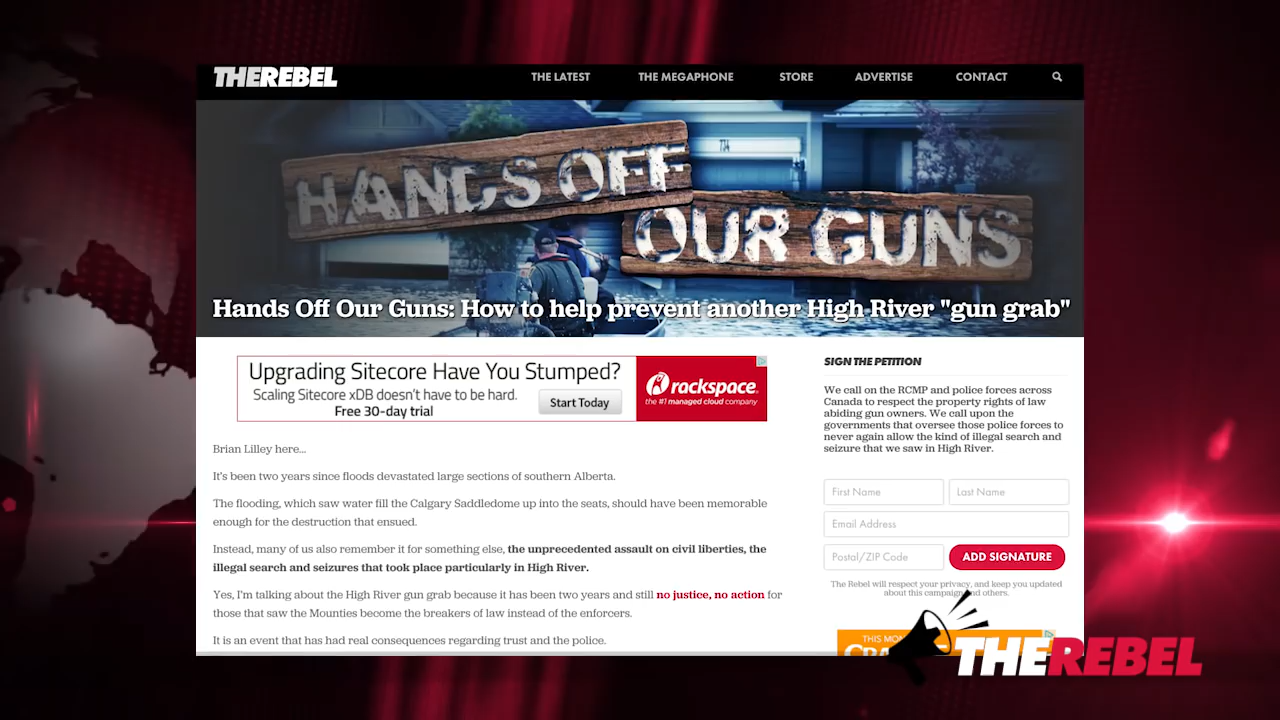 THEREBEL
THE LATEST
THE MEGAPHONE
STORE
ADVERTISE
CONTACT
734
HANDS OFF
OUR GUNS
Hands Off Our Guns: How to help prevent another High River "gun grab"
Upgrading Sitecore Have You Stumped?
Scaling Sitecore xDB doesn't have to be hard.
Free 30-day trial
Start Today
rackspace.
the #1 managed cloud company
Brian Lilley here...
It's been two years since floods devastated large sections of southern Alberta.
The flooding, which saw water fill the Calgary Saddledome up into the seats, should have been memorable
enough for the destruction that ensued.
Instead, many of us also remember it for something else, the unprecedented assault on civil liberties, the
illegal search and seizures that took place particularly in High River.
Yes, I'm talking about the High River gun grab because it has been two years and still no justice, no action for
those that saw the Mounties become the breakers of law instead of the enforcers.
It is an event that has had real consequences regarding trust and the police.
SIGN THE PETITION
We call on the RCMP and police forces across
Canada to respect the property rights of law
abiding gun owners. We call upon the
governments that oversee those police forces to
never again allow the kind of illegal search and
seizure that we saw in High River.
First Name
Last Name
Email Address
Postal/ZIP Code
ADD SIGNATURE
The Rebel will respect your privacy, and keep you updated
about this campaign and others.
THIS MON
THEREBEL